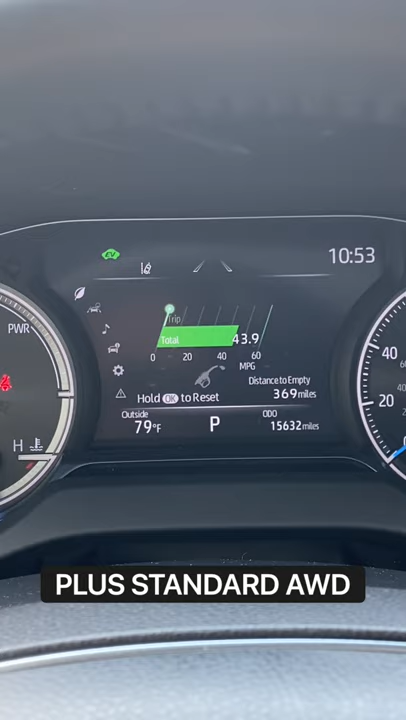 EV
10:53
PWR
Trip
Total 43.9
0 20 40 60
MPG
Distance to Empty
369 miles
Hold OK to Reset
Outside
79°F
P
ODO
15632 miles
H
40
20
PLUS STANDARD AWD